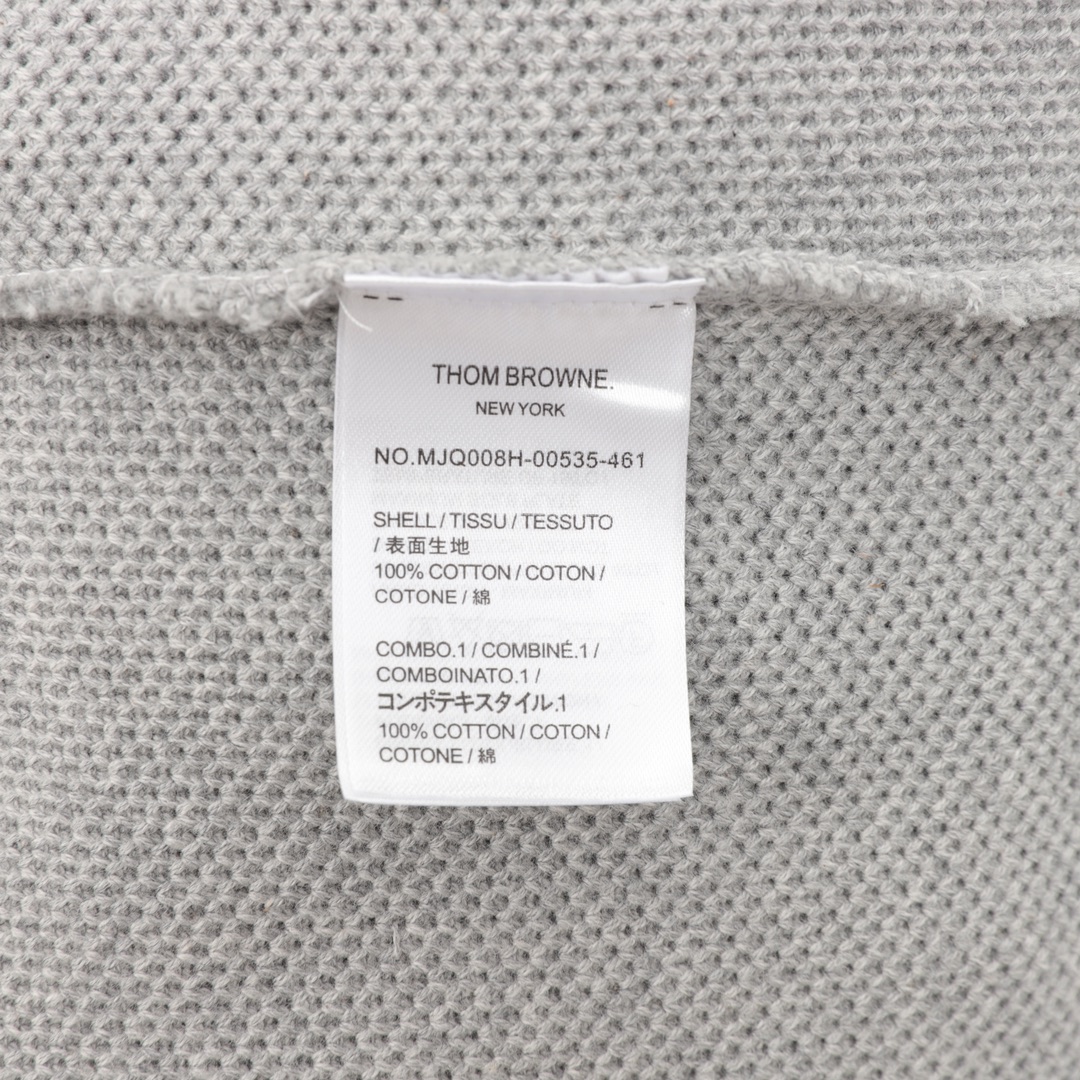 THOM BROWNE.
NEW YORK
NO.MJQ008H-00535-461
SHELL / TISSU / TESSUTO
/ 表面生地
100% COTTON / COTON /
COTONE / 綿
COMBO.1 / COMBINÉ.1 /
COMBOINATO.1 /
コンポテキスタイル.1
100% COTTON / COTON /
COTONE / 綿